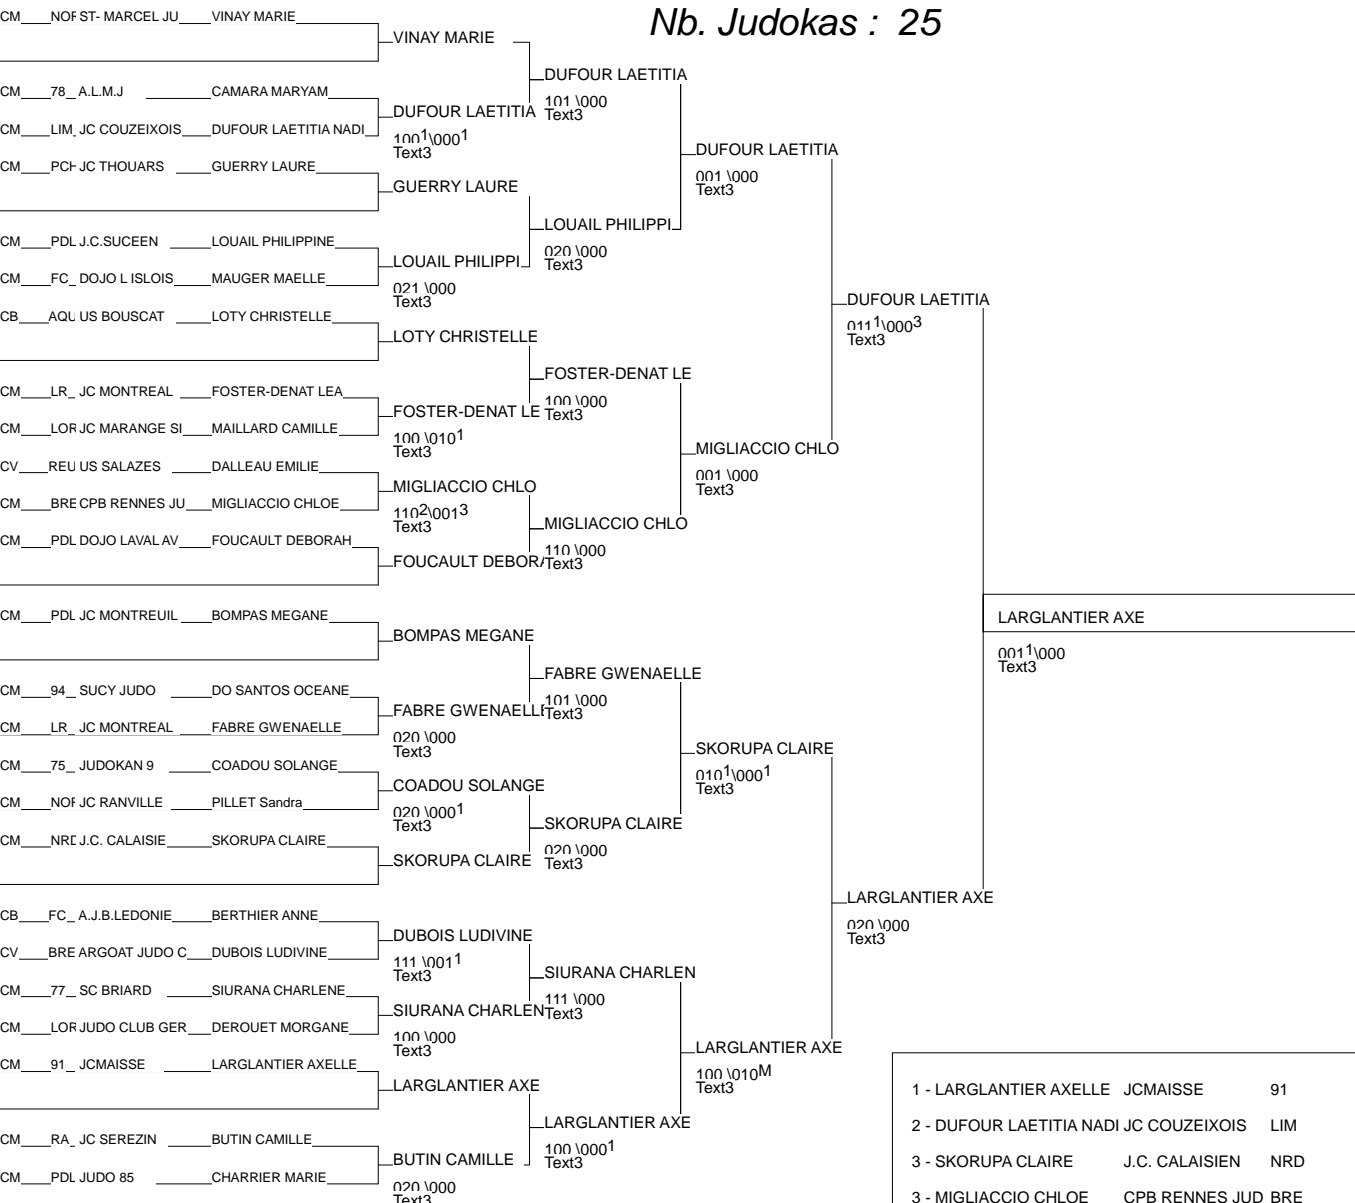 Nb. Judokas : 25
CM NOR ST- MARCEL JU VINAY MARIE
CM 78_ A.L.M.J CAMARA MARYAM
CM LIM_ JC COUZEIXOIS DUFOUR LAETITIA NADI
CM PCH JC THOUARS GUERRY LAURE
CM PDL J.C.SUCEEN LOUAIL PHILIPPINE
CM FC_ DOJO L ISLOIS MAUGER MAELLE
CB AQU US BOUSCAT LOTY CHRISTELLE
CM LR_ JC MONTREAL FOSTER-DENAT LEA
CM LOR JC MARANGE SI MAILLARD CAMILLE
CV REU US SALAZES DALLEAU EMILIE
CM BRE CPB RENNES JU MIGLIACCIO CHLOE
CM PDL DOJO LAVAL AV FOUCAULT DEBORAH
CM PDL JC MONTREUIL BOMPAS MEGANE
CM 94_ SUCY JUDO DO SANTOS OCEANE
CM LR_ JC MONTREAL FABRE GWENAELLE
CM 75_ JUDOKAN 9 COADOU SOLANGE
CM NOR JC RANVILLE PILLET Sandra
CM NRD J.C. CALAISIE SKORUPA CLAIRE
CB FC_ A.J.B.LEDONIE BERTHIER ANNE
CV BRE ARGOAT JUDO C DUBOIS LUDIVINE
CM 77_ SC BRIARD SIURANA CHARLENE
CM LOR JUDO CLUB GER DEROUET MORGANE
CM 91_ JCMAISSE LARGLANTIER AXELLE
CM RA_ JC SEREZIN BUTIN CAMILLE
CM PDL JUDO 85 CHARRIER MARIE
VINAY MARIE
DUFOUR LAETITIA
100¹\000¹
Text3
GUERRY LAURE
LOUAIL PHILIPPI
021 \000
Text3
LOTY CHRISTELLE
FOSTER-DENAT LE
100 \010¹
Text3
MIGLIACCIO CHLO
110²\001³
Text3
FOUCAULT DEBORA
BOMPAS MEGANE
FABRE GWENAELLE
020 \000
Text3
COADOU SOLANGE
020 \000¹
Text3
SKORUPA CLAIRE
DUBOIS LUDIVINE
111 \001¹
Text3
SIURANA CHARLEN
100 \000
Text3
LARGLANTIER AXE
BUTIN CAMILLE
020 \000
Text3
DUFOUR LAETITIA
101 \000
Text3
LOUAIL PHILIPPI
020 \000
Text3
FOSTER-DENAT LE
100 \000
Text3
MIGLIACCIO CHLO
110 \000
Text3
FABRE GWENAELLE
101 \000
Text3
SKORUPA CLAIRE
020 \000
Text3
SIURANA CHARLEN
111 \000
Text3
LARGLANTIER AXE
100 \000¹
Text3
DUFOUR LAETITIA
001 \000
Text3
MIGLIACCIO CHLO
001 \000
Text3
SKORUPA CLAIRE
010¹\000¹
Text3
LARGLANTIER AXE
100 \010ᴹ
Text3
DUFOUR LAETITIA
011¹\000³
Text3
LARGLANTIER AXE
020 \000
Text3
LARGLANTIER AXE
001¹\000
Text3
1 - LARGLANTIER AXELLE JCMAISSE 91
2 - DUFOUR LAETITIA NADI JC COUZEIXOIS LIM
3 - SKORUPA CLAIRE J.C. CALAISIEN NRD
3 - MIGLIACCIO CHLOE CPB RENNES JUD BRE